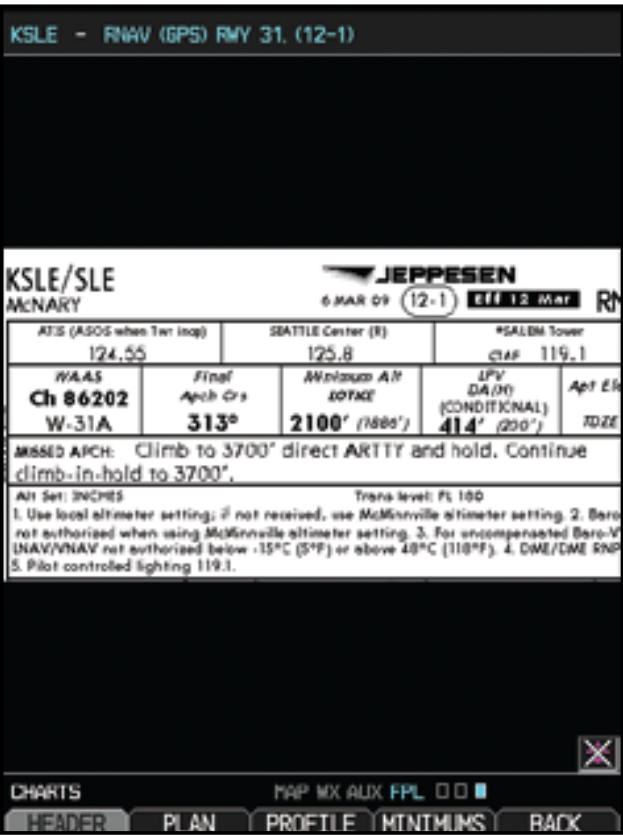 KSLE - RNAV (GPS) RWY 31, (12-1)
KSLE/SLE
McNARY
JEPPESEN
6 MAR 09 12-1 Eff 12 Mar RN
ATIS (ASOS when Twr inop) SEATTLE Center (R) *SALEM Tower
124.55 125.8 CTAF 119.1
WAAS Final Minimum Alt LPV
Ch 86202 Apch Crs DA(H) Apt Ele
(CONDITIONAL)
W-31A 313° 2100' (1886') 414' (200') TDZE
MISSED APCH: Climb to 3700' direct ARTTY and hold. Continue
climb-in-hold to 3700'.
Alt Set: INCHES Trans level: FL 180
1. Use local altimeter setting; if not received, use McMinnville altimeter setting. 2. Baro
not authorized when using McMinnville altimeter setting. 3. For uncompensated Baro-V
LNAV/VNAV not authorized below -15°C (5°F) or above 48°C (118°F). 4. DME/DME RNP
5. Pilot controlled lighting 119.1.
CHARTS MAP WX AUX FPL
HEADER PLAN PROFILE MINIMUMS BACK